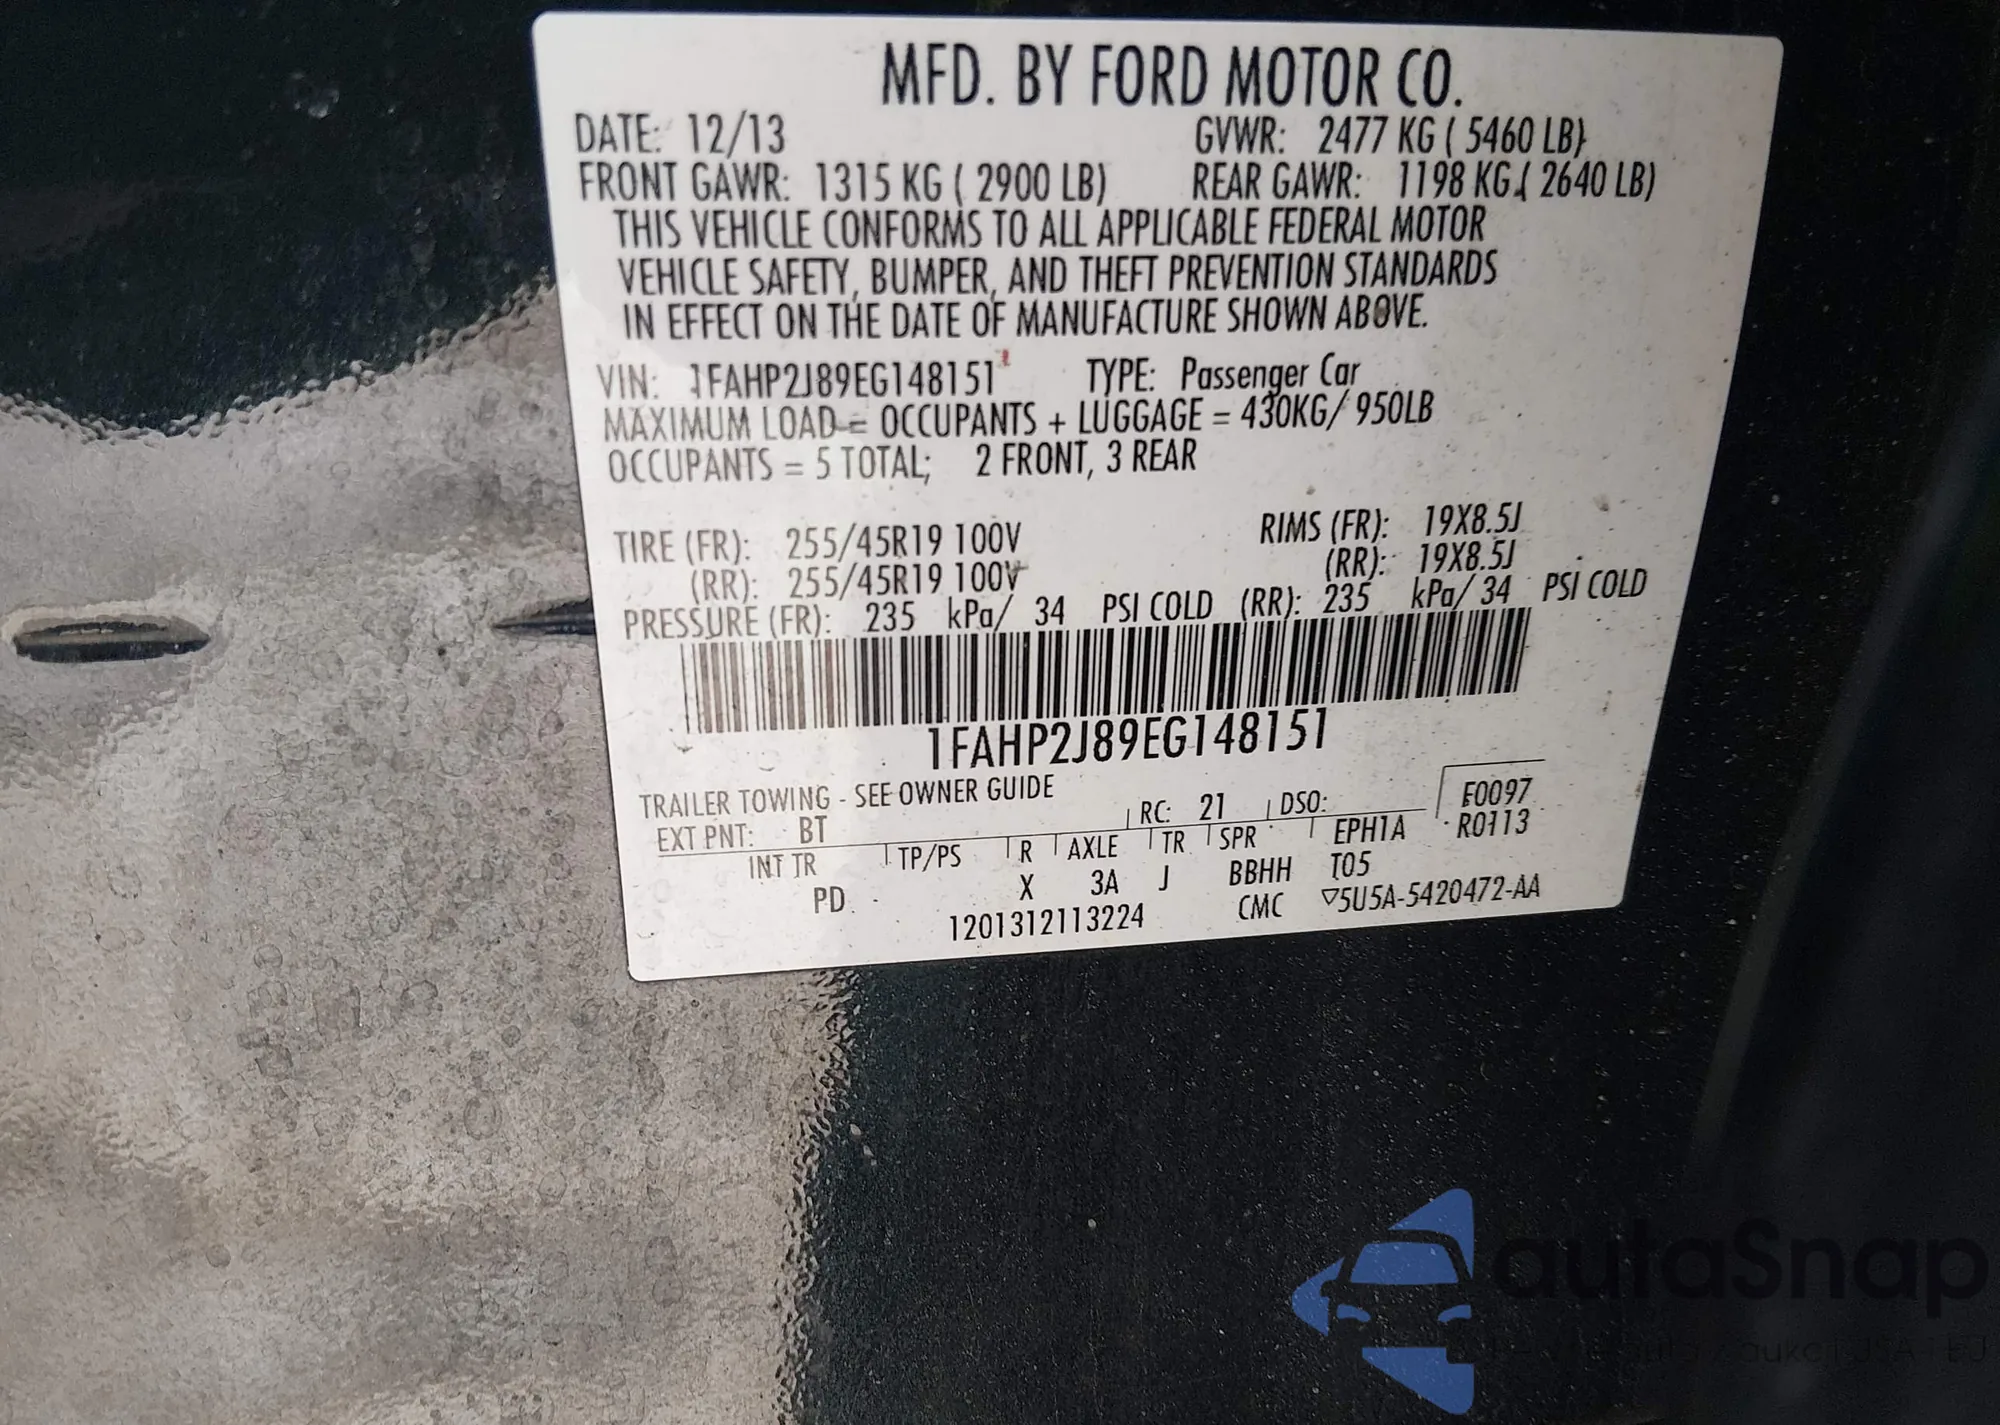 MFD. BY FORD MOTOR CO.
DATE: 12/13 GVWR: 2477 KG ( 5460 LB)
FRONT GAWR: 1315 KG ( 2900 LB) REAR GAWR: 1198 KG ( 2640 LB)
THIS VEHICLE CONFORMS TO ALL APPLICABLE FEDERAL MOTOR
VEHICLE SAFETY, BUMPER, AND THEFT PREVENTION STANDARDS
IN EFFECT ON THE DATE OF MANUFACTURE SHOWN ABOVE.
VIN: 1FAHP2J89EG148151 TYPE: Passenger Car
MAXIMUM LOAD = OCCUPANTS + LUGGAGE = 430KG/ 950LB
OCCUPANTS = 5 TOTAL; 2 FRONT, 3 REAR
TIRE (FR): 255/45R19 100V RIMS (FR): 19X8.5J
(RR): 255/45R19 100V (RR): 19X8.5J
PRESSURE (FR): 235 kPa/ 34 PSI COLD (RR): 235 kPa/ 34 PSI COLD
1FAHP2J89EG148151
TRAILER TOWING - SEE OWNER GUIDE
EXT PNT: BT RC: 21 DSO: F0097
INT TR TP/PS R AXLE TR SPR EPH1A R0113
PD X 3A J BBHH T05
1201312113224 CMC ▽5U5A-5420472-AA
autaSnap